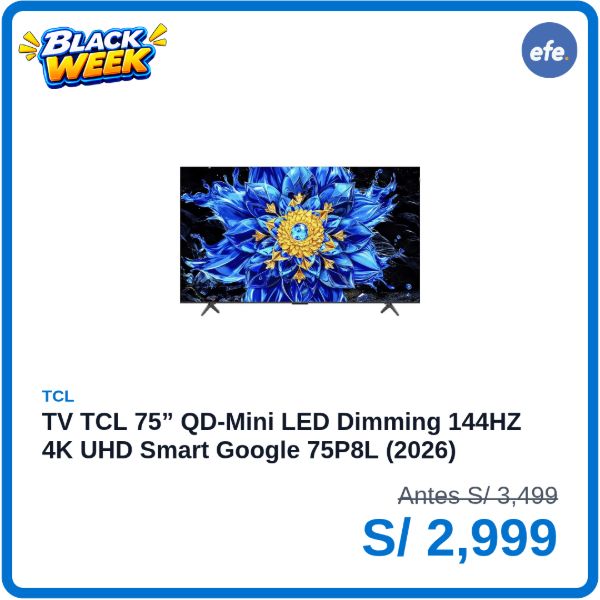 BLACK
WEEK
efe.
TCL
TV TCL 75” QD-Mini LED Dimming 144HZ
4K UHD Smart Google 75P8L (2026)
Antes S/ 3,499
S/ 2,999